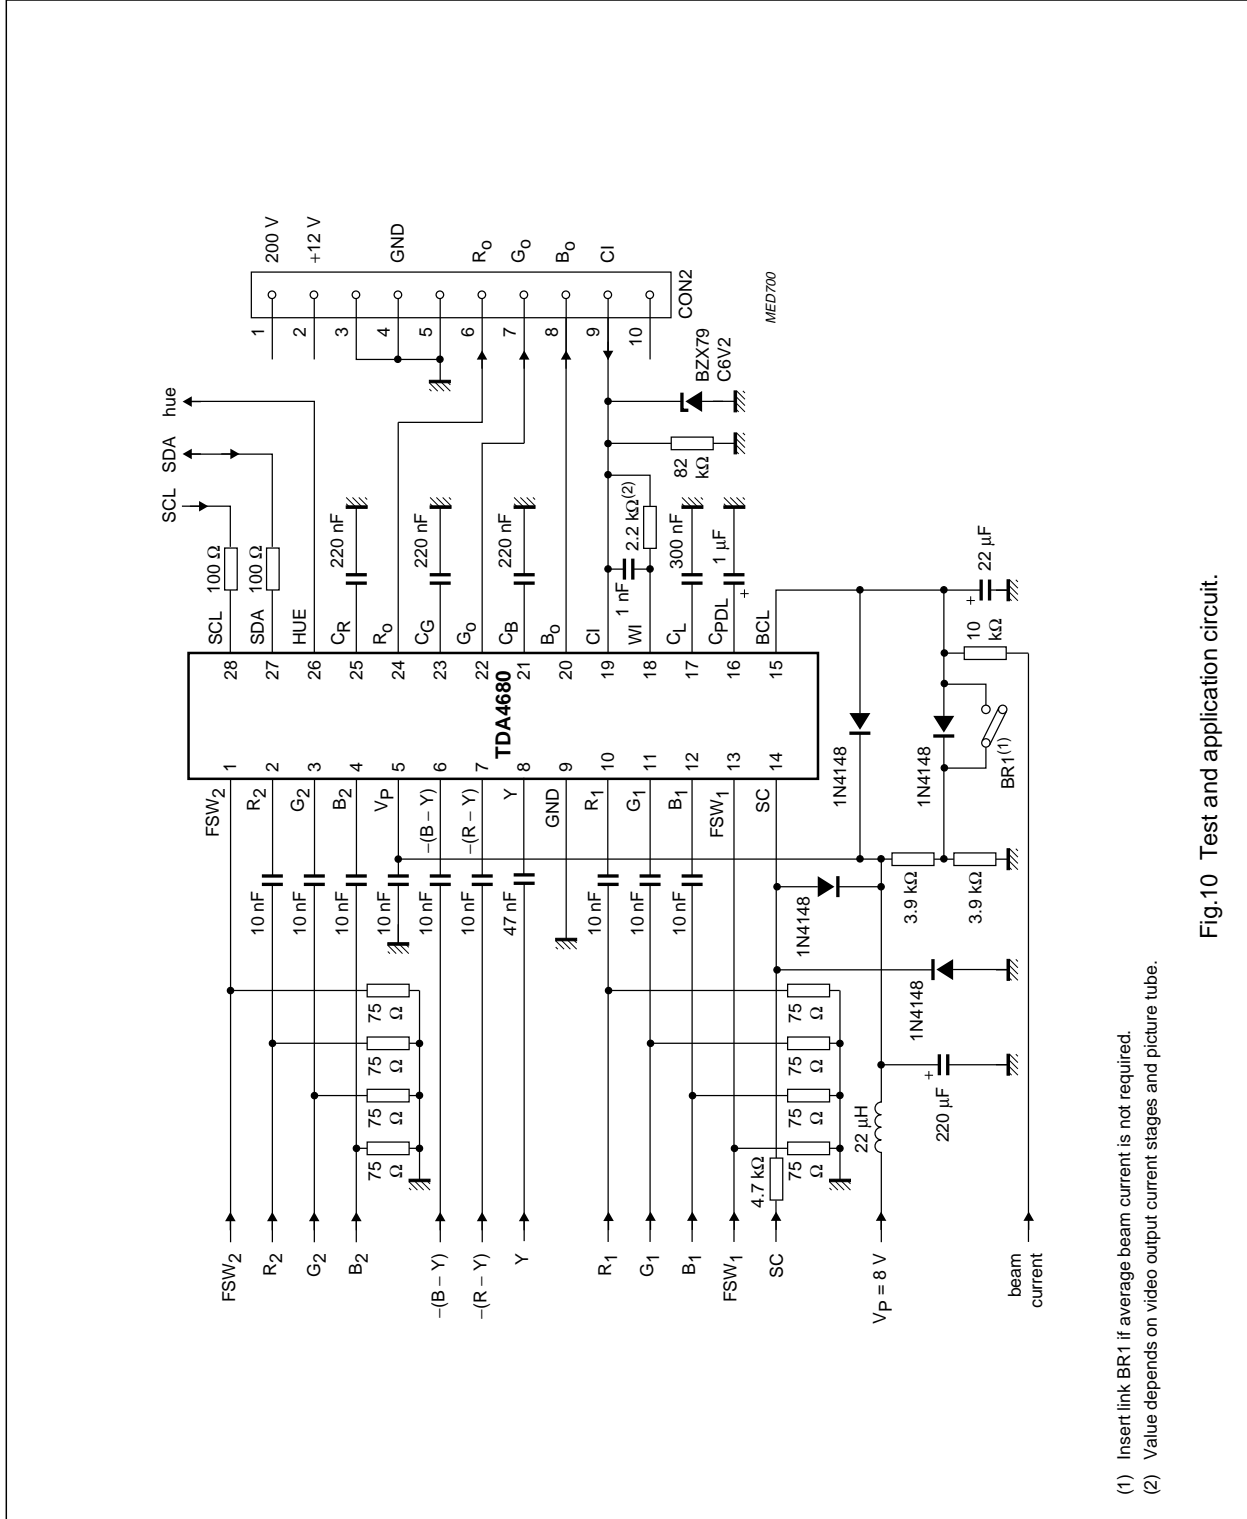 200 V
+12 V
GND
RO
GO
BO
CI
1
2
3
4
5
6
7
8
9
10
CON2
MED700
SCL
SDA
hue
100 Ω
100 Ω
220 nF
220 nF
220 nF
1 nF
2.2 kΩ(2)
82
kΩ
BZX79
C6V2
300 nF
1 µF
+
SCL
SDA
HUE
CR
RO
CG
GO
CB
BO
CI
WI
CL
CPDL
BCL
28
27
26
25
24
23
22
21
20
19
18
17
16
15
TDA4680
1
2
3
4
5
6
7
8
9
10
11
12
13
14
FSW2
R2
G2
B2
VP
–(B – Y)
–(R – Y)
Y
GND
R1
G1
B1
FSW1
SC
10 nF
10 nF
10 nF
10 nF
10 nF
10 nF
47 nF
10 nF
10 nF
10 nF
1N4148
1N4148
BR1(1)
10
kΩ
+
22 µF
1N4148
3.9 kΩ
3.9 kΩ
1N4148
75
Ω
75
Ω
75
Ω
75
Ω
75
Ω
75
Ω
75
Ω
75
Ω
4.7 kΩ
22 µH
+
220 µF
FSW2
R2
G2
B2
–(B – Y)
–(R – Y)
Y
R1
G1
B1
FSW1
SC
VP = 8 V
beam
current
(1) Insert link BR1 if average beam current is not required.
(2) Value depends on video output current stages and picture tube.
Fig.10 Test and application circuit.